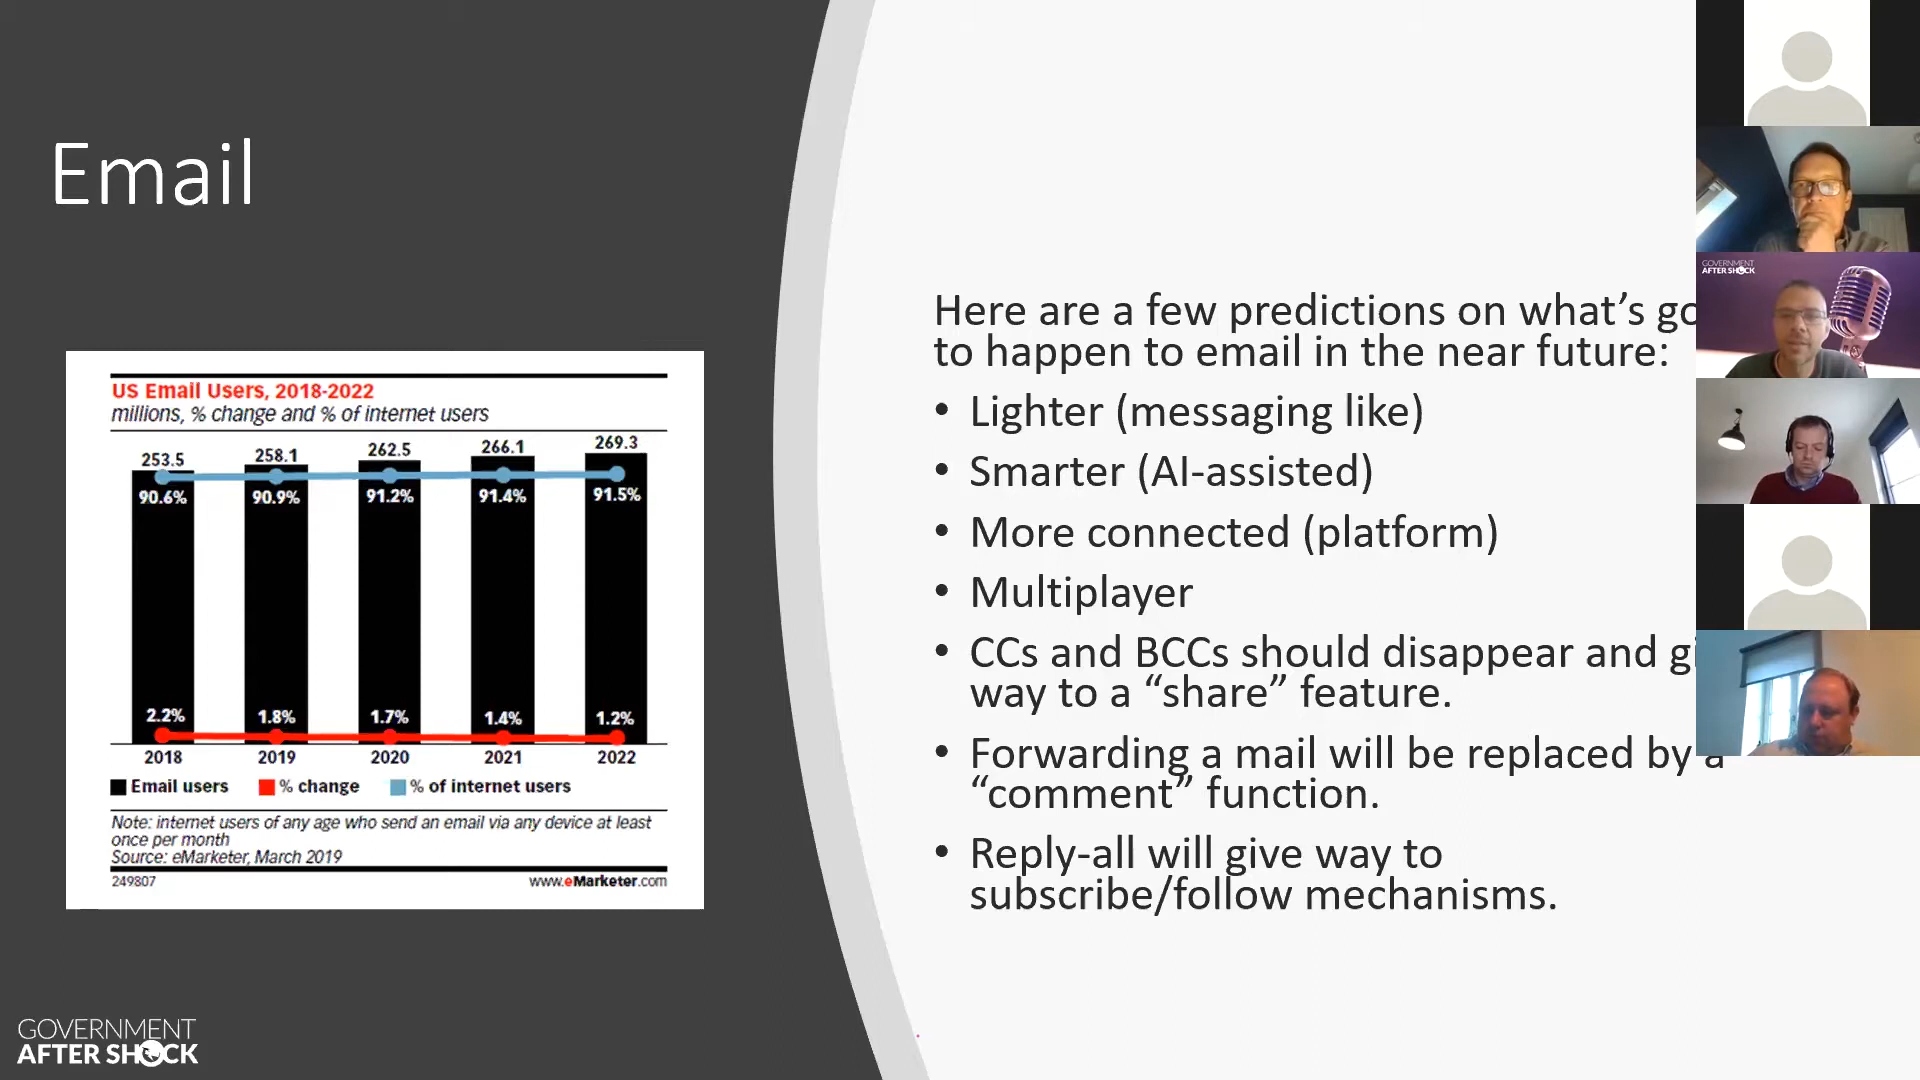 Email
US Email Users, 2018-2022
millions, % change and % of internet users
253.5 258.1 262.5 266.1 269.3
90.6% 90.9% 91.2% 91.4% 91.5%
2.2% 1.8% 1.7% 1.4% 1.2%
2018 2019 2020 2021 2022
Email users % change % of internet users
Note: internet users of any age who send an email via any device at least
once per month
Source: eMarketer, March 2019
249807 www.eMarketer.com
GOVERNMENT
AFTER SHOCK
Here are a few predictions on what’s
to happen to email in the near future:
• Lighter (messaging like)
• Smarter (AI-assisted)
• More connected (platform)
• Multiplayer
• CCs and BCCs should disappear and
way to a “share” feature.
• Forwarding a mail will be replaced by a
“comment” function.
• Reply-all will give way to
subscribe/follow mechanisms.
GOVERNMENT
AFTER SHOCK